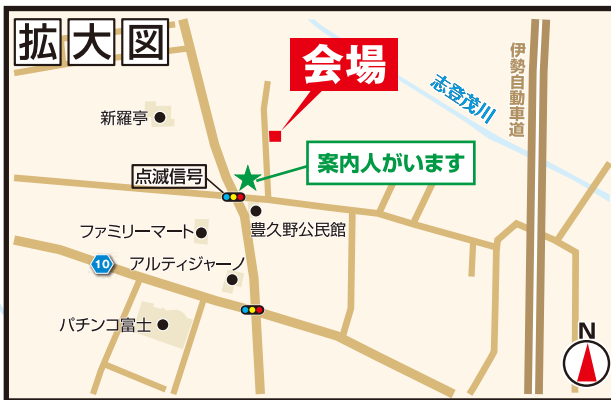 拡大図
会場
伊勢自動車道
志登茂川
新羅亭
案内人がいます
点滅信号
豊久野公民館
ファミリーマート
10
アルティジャーノ
パチンコ富士
N